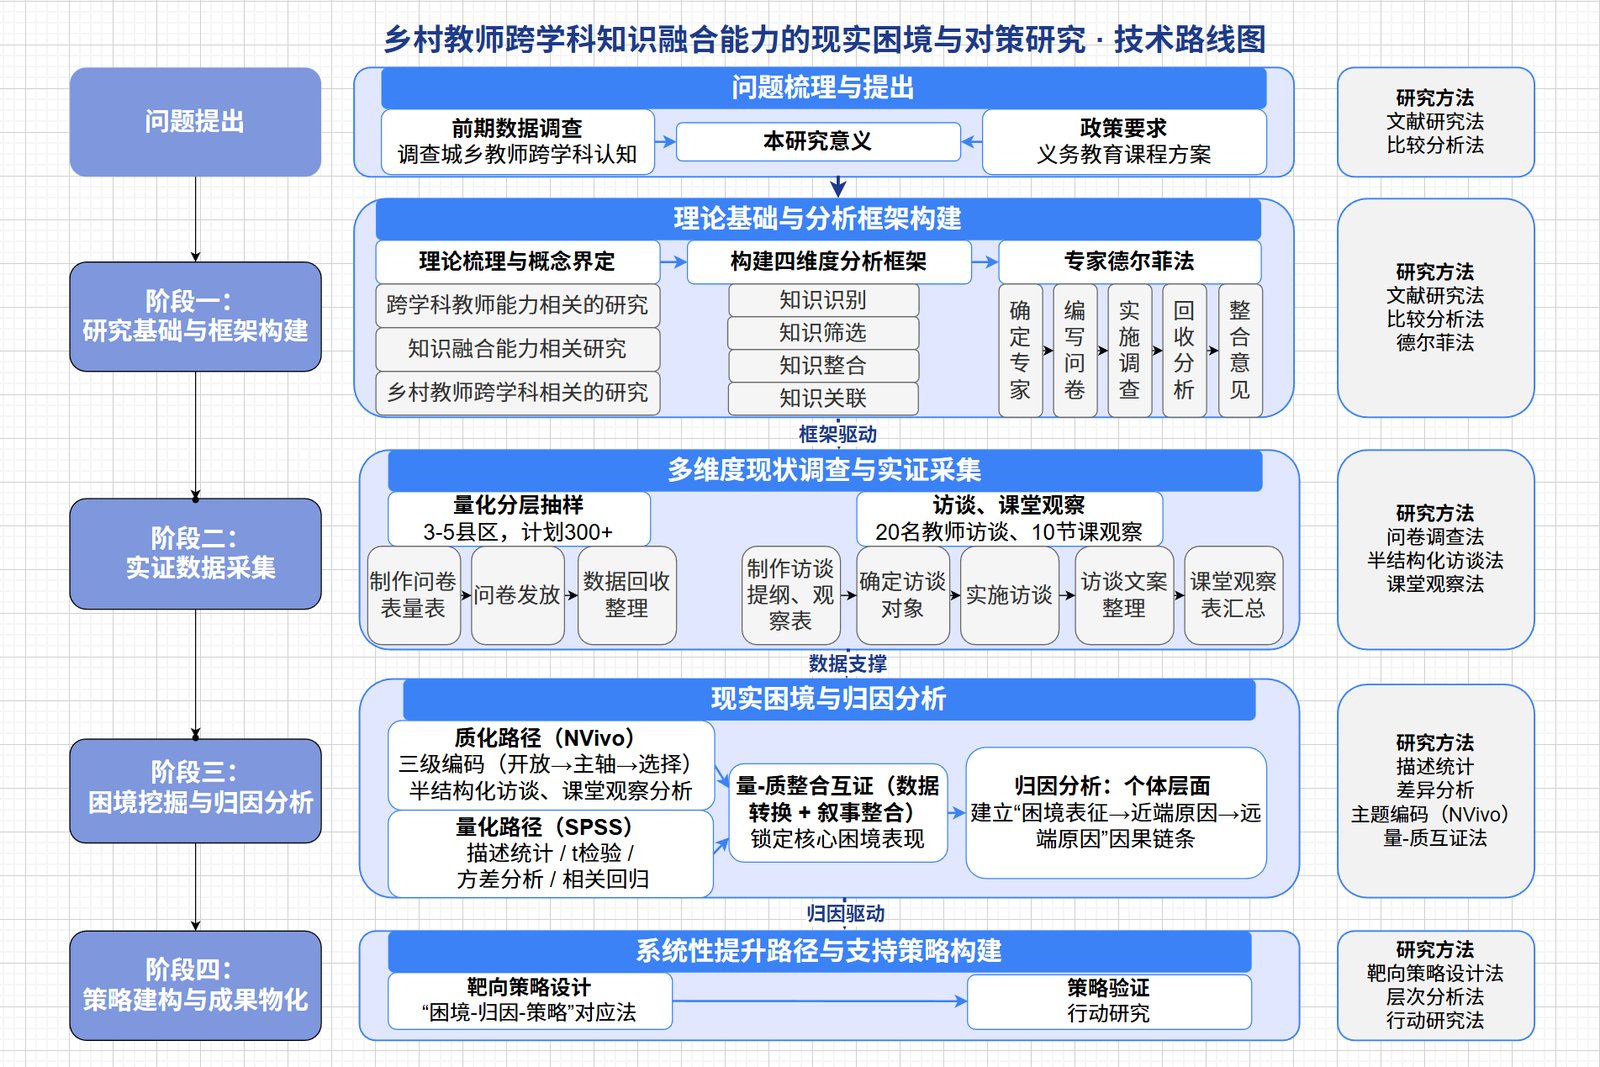 乡村教师跨学科知识融合能力的现实困境与对策研究 · 技术路线图
问题提出
问题梳理与提出
前期数据调查
调查城乡教师跨学科认知
本研究意义
政策要求
义务教育课程方案
研究方法
文献研究法
比较分析法
阶段一：
研究基础与框架构建
理论基础与分析框架构建
理论梳理与概念界定
跨学科教师能力相关的研究
知识融合能力相关研究
乡村教师跨学科相关的研究
构建四维度分析框架
知识识别
知识筛选
知识整合
知识关联
专家德尔菲法
确定专家
编写问卷
实施调查
回收分析
整合意见
研究方法
文献研究法
比较分析法
德尔菲法
框架驱动
阶段二：
实证数据采集
多维度现状调查与实证采集
量化分层抽样
3-5县区，计划300+
制作问卷
表量表
问卷发放
数据回收
整理
访谈、课堂观察
20名教师访谈、10节课观察
制作访谈
提纲、观
察表
确定访谈
对象
实施访谈
访谈文案
整理
课堂观察
表汇总
研究方法
问卷调查法
半结构化访谈法
课堂观察法
数据支撑
阶段三：
困境挖掘与归因分析
现实困境与归因分析
质化路径（NVivo）
三级编码（开放→主轴→选择）
半结构化访谈、课堂观察分析
量化路径（SPSS）
描述统计 / t检验 /
方差分析 / 相关回归
量-质整合互证（数据
转换 + 叙事整合）
锁定核心困境表现
归因分析：个体层面
建立“困境表征→近端原因→远
端原因”因果链条
研究方法
描述统计
差异分析
主题编码（NVivo）
量-质互证法
归因驱动
阶段四：
策略建构与成果物化
系统性提升路径与支持策略构建
靶向策略设计
“困境-归因-策略”对应法
策略验证
行动研究
研究方法
靶向策略设计法
层次分析法
行动研究法